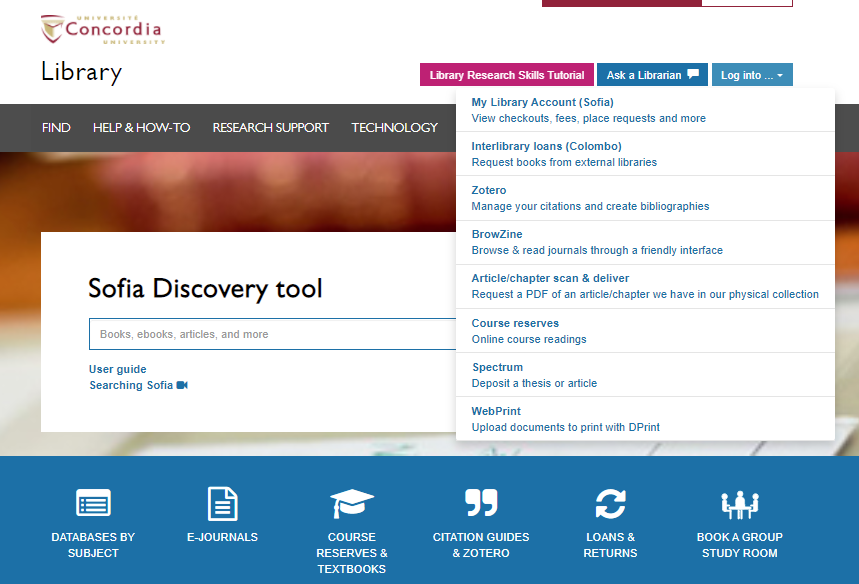 UNIVERSITÉ
Concordia
UNIVERSITY
Library
Library Research Skills Tutorial
Ask a Librarian
Log into ...
FIND
HELP & HOW-TO
RESEARCH SUPPORT
TECHNOLOGY
My Library Account (Sofia)
View checkouts, fees, place requests and more
Interlibrary loans (Colombo)
Request books from external libraries
Zotero
Manage your citations and create bibliographies
BrowZine
Browse & read journals through a friendly interface
Article/chapter scan & deliver
Request a PDF of an article/chapter we have in our physical collection
Course reserves
Online course readings
Spectrum
Deposit a thesis or article
WebPrint
Upload documents to print with DPrint
Sofia Discovery tool
Books, ebooks, articles, and more
User guide
Searching Sofia
DATABASES BY
SUBJECT
E-JOURNALS
COURSE
RESERVES &
TEXTBOOKS
CITATION GUIDES
& ZOTERO
LOANS &
RETURNS
BOOK A GROUP
STUDY ROOM